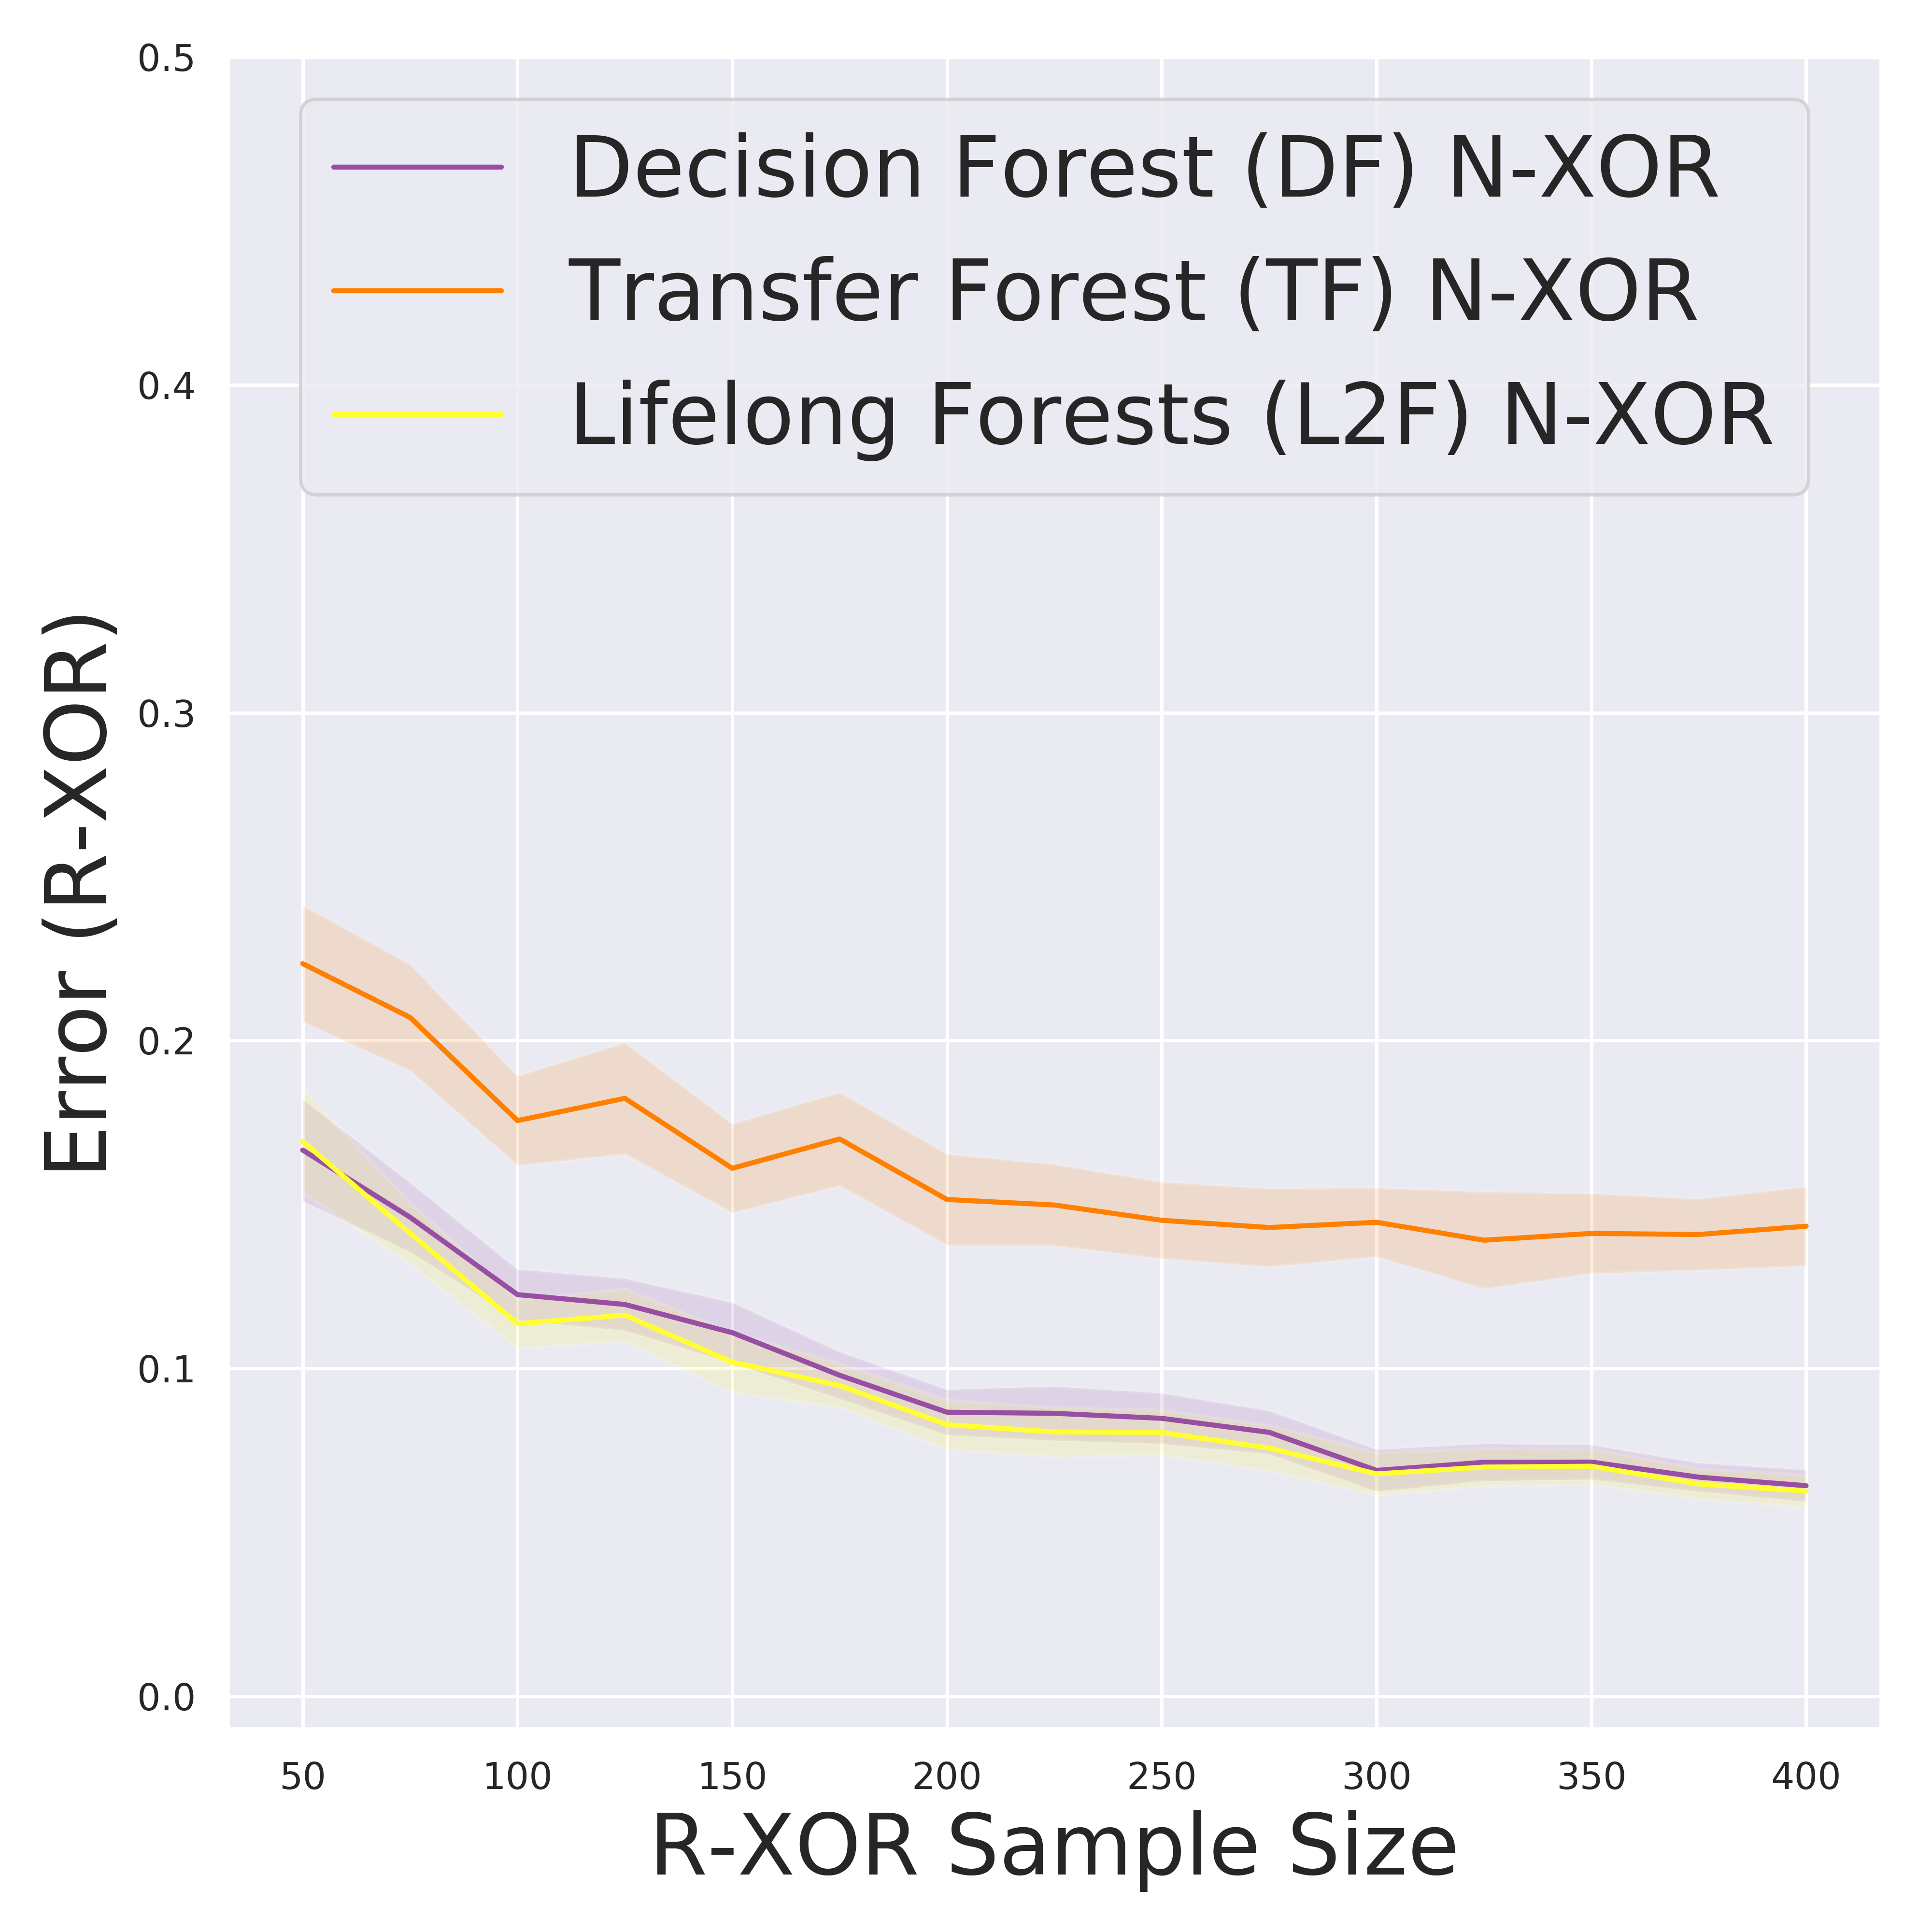 0.5
Decision Forest (DF) N-XOR
Transfer Forest (TF) N-XOR
0.4
Lifelong Forests (L2F) N-XOR
0.3
Error (R-XOR)
0.2
0.1
0.0
50 100 150 200 250 300 350 400
R-XOR Sample Size